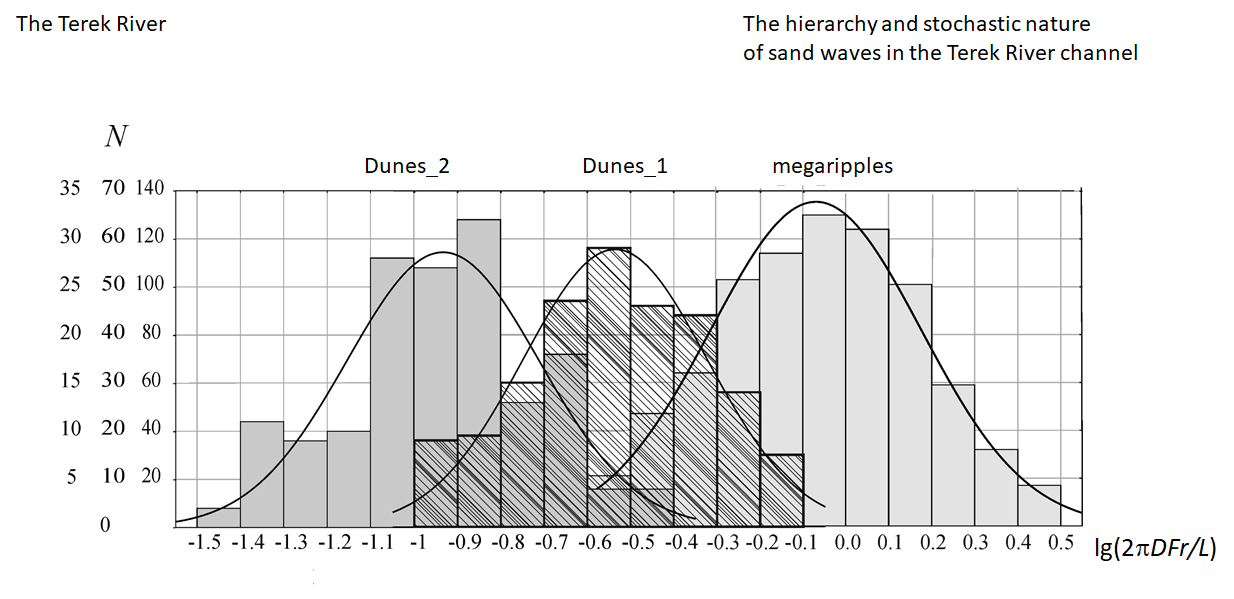 The Terek River
The hierarchy and stochastic nature
of sand waves in the Terek River channel
N
Dunes_2 Dunes_1 megaripples
35 70 140
30 60 120
25 50 100
20 40 80
15 30 60
10 20 40
5 10 20
0
-1.5 -1.4 -1.3 -1.2 -1.1 -1 -0.9 -0.8 -0.7 -0.6 -0.5 -0.4 -0.3 -0.2 -0.1 0.0 0.1 0.2 0.3 0.4 0.5 lg(2πDFr/L)